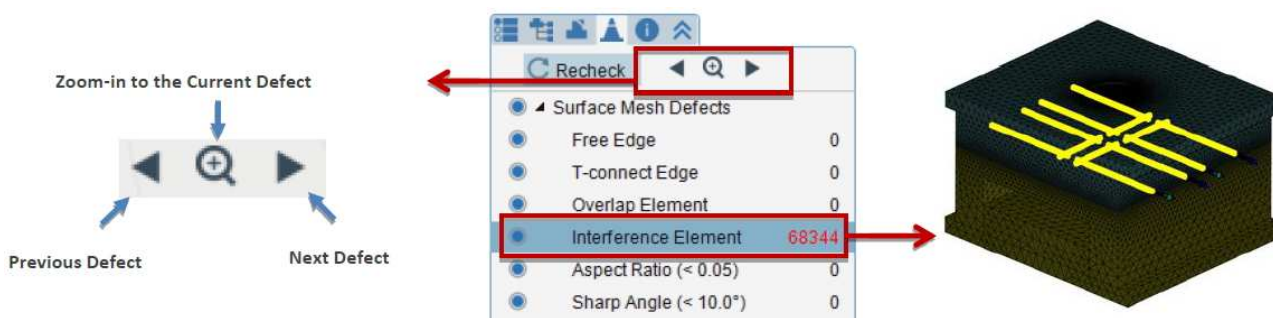 Zoom-in to the Current Defect
Previous Defect
Next Defect
Recheck
Surface Mesh Defects
Free Edge 0
T-connect Edge 0
Overlap Element 0
Interference Element 68344
Aspect Ratio (< 0.05) 0
Sharp Angle (< 10.0°) 0